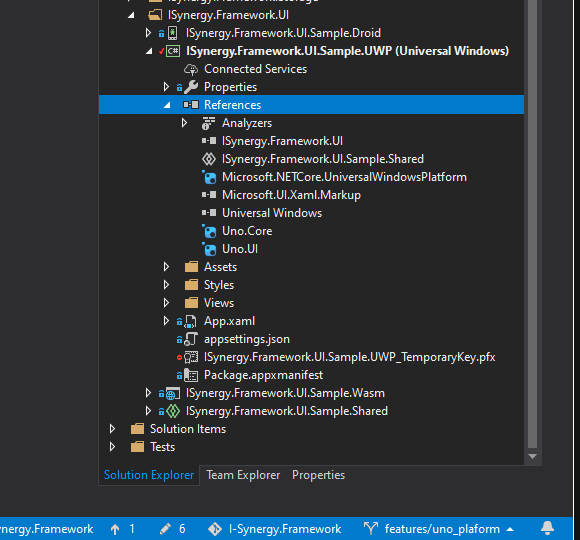 ISynergy.Framework.UI
ISynergy.Framework.UI.Sample.Droid
C# ISynergy.Framework.UI.Sample.UWP (Universal Windows)
Connected Services
Properties
References
Analyzers
ISynergy.Framework.UI
ISynergy.Framework.UI.Sample.Shared
Microsoft.NETCore.UniversalWindowsPlatform
Microsoft.UI.Xaml.Markup
Universal Windows
Uno.Core
Uno.UI
Assets
Styles
Views
App.xaml
appsettings.json
ISynergy.Framework.UI.Sample.UWP_TemporaryKey.pfx
Package.appxmanifest
ISynergy.Framework.UI.Sample.Wasm
ISynergy.Framework.UI.Sample.Shared
Solution Items
Tests
Solution Explorer Team Explorer Properties
nergy.Framework 1 6 I-Synergy.Framework features/uno_plaform